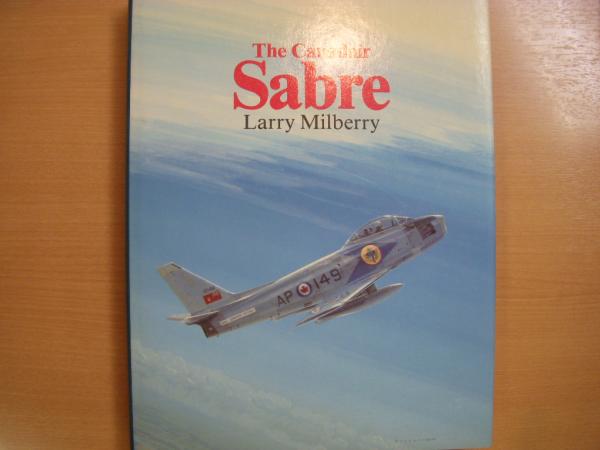 The Canadair
Sabre
Larry Milberry
AP 149